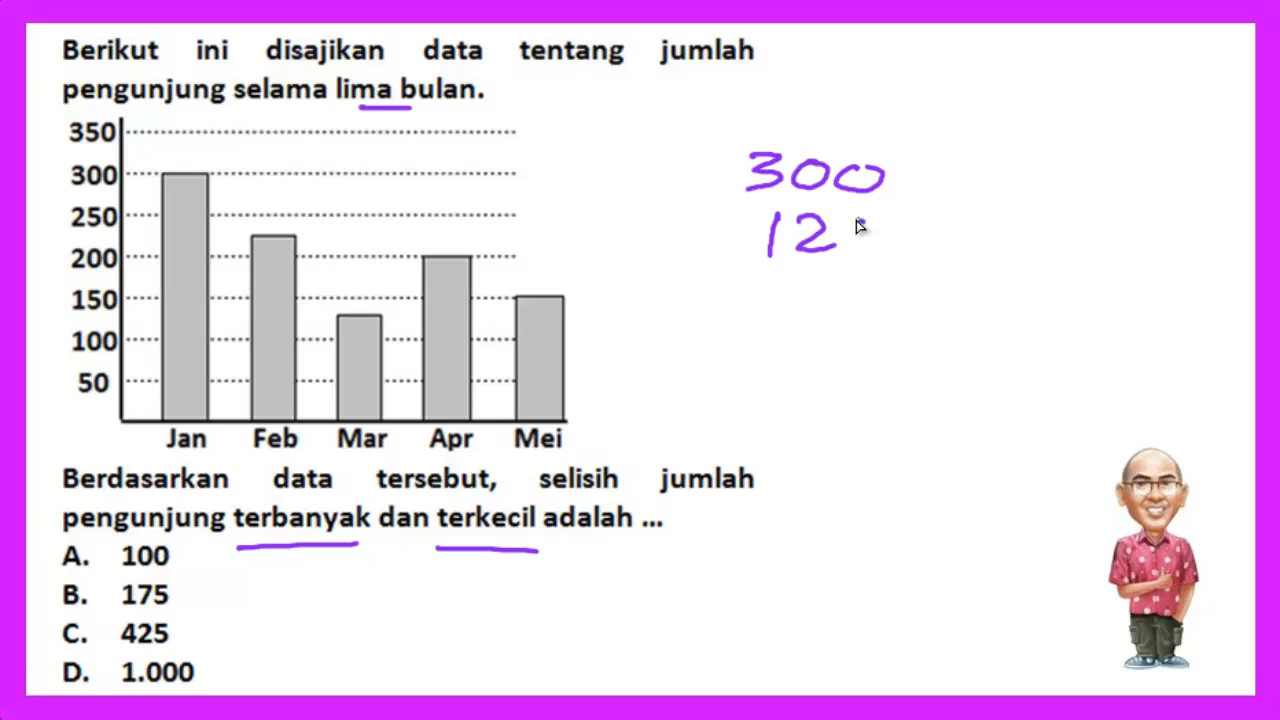 Berikut ini disajikan data tentang jumlah
pengunjung selama lima bulan.
350
300
250
200
150
100
50
Jan Feb Mar Apr Mei
300
12
Berdasarkan data tersebut, selisih jumlah
pengunjung terbanyak dan terkecil adalah ...
A. 100
B. 175
C. 425
D. 1.000